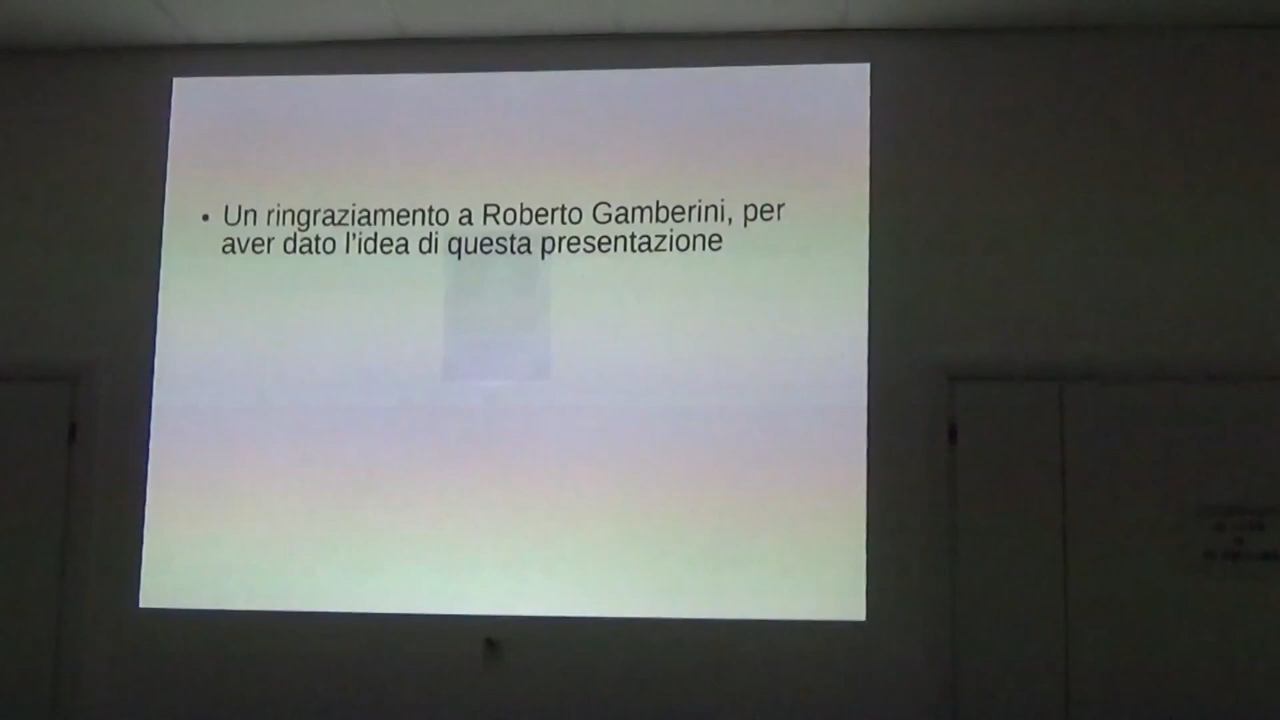 • Un ringraziamento a Roberto Gamberini, per
aver dato l'idea di questa presentazione